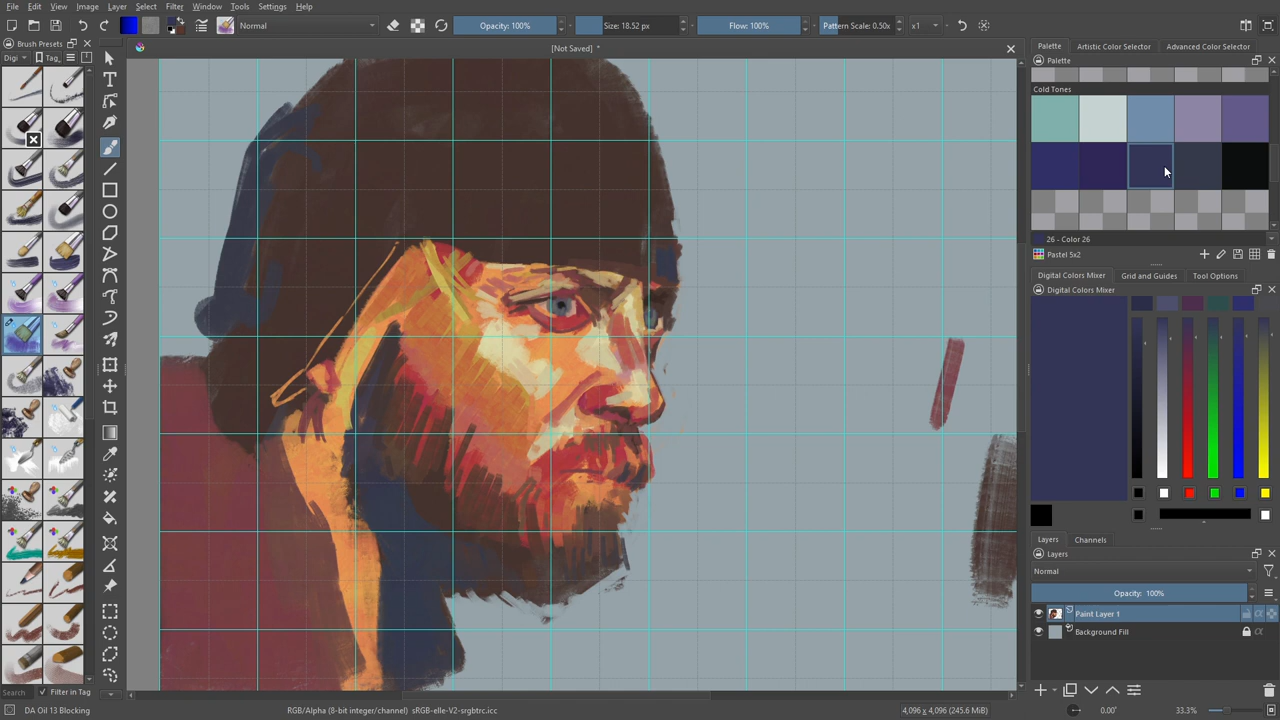 File Edit View Image Layer Select Filter Window Tools Settings Help
Normal Opacity: 100% Size: 18.52 px Flow: 100% Pattern Scale: 0.50x x1
Brush Presets [Not Saved] * Palette Artistic Color Selector Advanced Color Selector
Digi Tag Palette
Cold Tones
26 - Color 26
Pastel 5x2
Digital Colors Mixer Grid and Guides Tool Options
Digital Colors Mixer
Layers Channels
Layers
Normal
Opacity: 100%
Paint Layer 1
Background Fill
Search Filter in Tag
DA Oil 13 Blocking RGB/Alpha (8-bit integer/channel) sRGB-elle-V2-srgbtrc.icc 4,096 x 4,096 (245.6 MiB) 0.00° 33.3%